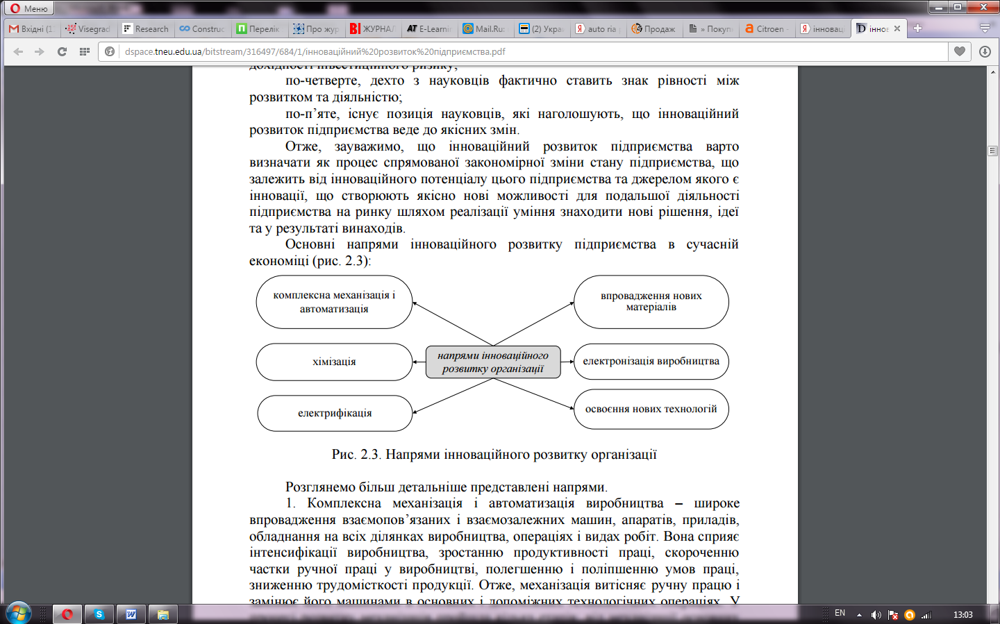 Меню
Вхідні (1
Visegrad
Research
Construc
Перелік
Про жур
ЖУРНАЛ
E-Learnin
Mail.Ru:
(2) Укра
auto ria
Продаж
» Покупк
Citroen
інновац
іннов
dspace.tneu.edu.ua/bitstream/316497/684/1/інноваційний%20розвиток%20підприємства.pdf
дохідності інвестиційного ризику;
по-четверте, дехто з науковців фактично ставить знак рівності між
розвитком та діяльністю;
по-п’яте, існує позиція науковців, які наголошують, що інноваційний
розвиток підприємства веде до якісних змін.
Отже, зауважимо, що інноваційний розвиток підприємства варто
визначати як процес спрямованої закономірної зміни стану підприємства, що
залежить від інноваційного потенціалу цього підприємства та джерелом якого є
інновації, що створюють якісно нові можливості для подальшої діяльності
підприємства на ринку шляхом реалізації уміння знаходити нові рішення, ідеї
та у результаті винаходів.
Основні напрями інноваційного розвитку підприємства в сучасній
економіці (рис. 2.3):
комплексна механізація і
автоматизація
впровадження нових
матеріалів
хімізація
напрями інноваційного
розвитку організації
електронізація виробництва
електрифікація
освоєння нових технологій
Рис. 2.3. Напрями інноваційного розвитку організації
Розглянемо більш детальніше представлені напрями.
1. Комплексна механізація і автоматизація виробництва – широке
впровадження взаємопов’язаних і взаємозалежних машин, апаратів, приладів,
обладнання на всіх ділянках виробництва, операціях і видах робіт. Вона сприяє
інтенсифікації виробництва, зростанню продуктивності праці, скороченню
частки ручної праці у виробництві, полегшенню і поліпшенню умов праці,
зниженню трудомісткості продукції. Отже, механізація витісняє ручну працю і
замінює його машинами в основних і допоміжних технологічних операціях. У
EN
13:03